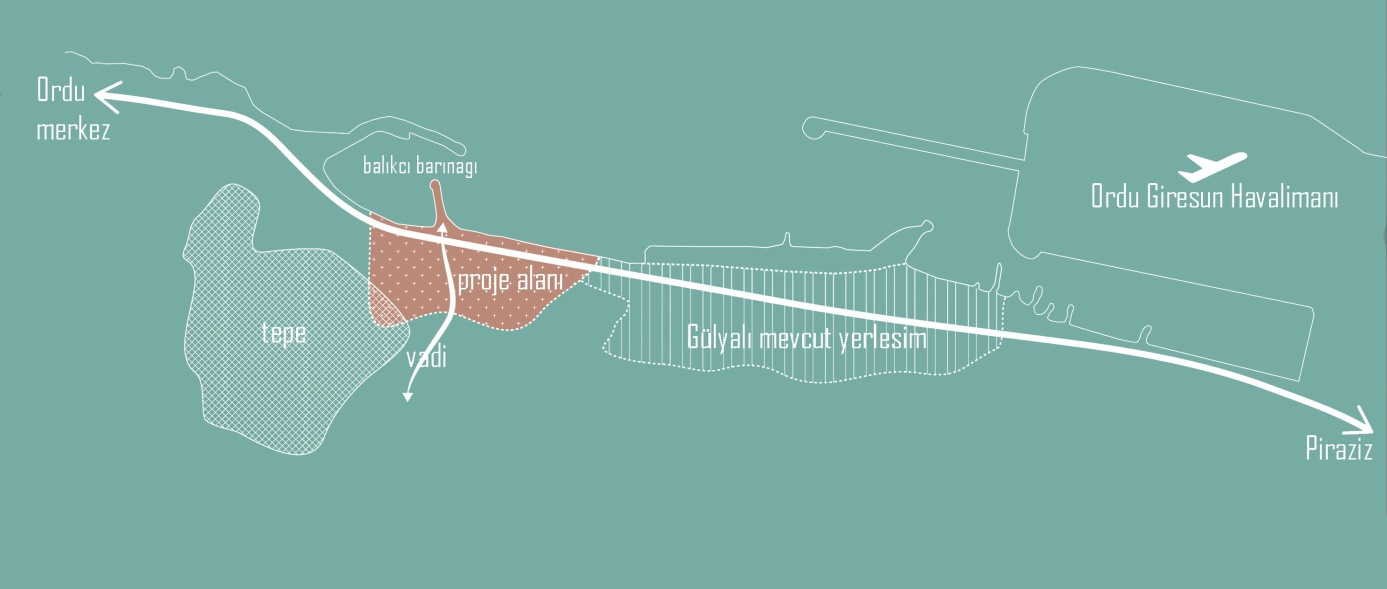 Ordu
merkez
balıkcı barınagı
Ordu Giresun Havalimanı
proje alanı
tepe
vadi
Gülyalı mevcut yerlesim
Piraziz